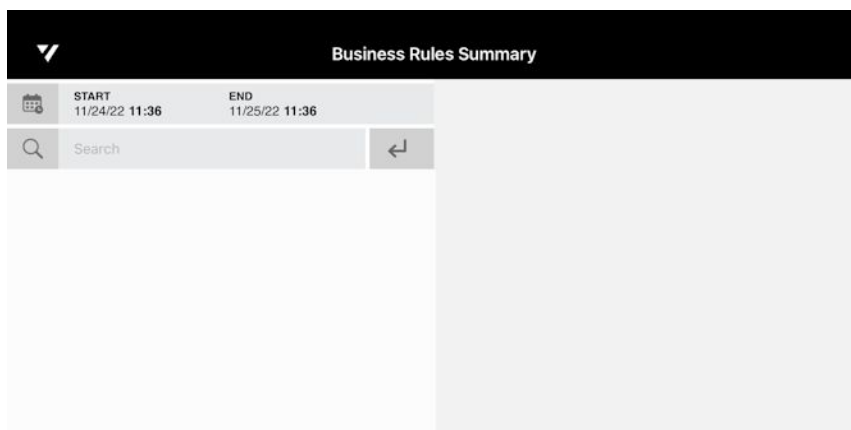 Business Rules Summary
START END
11/24/22 11:36 11/25/22 11:36
Search